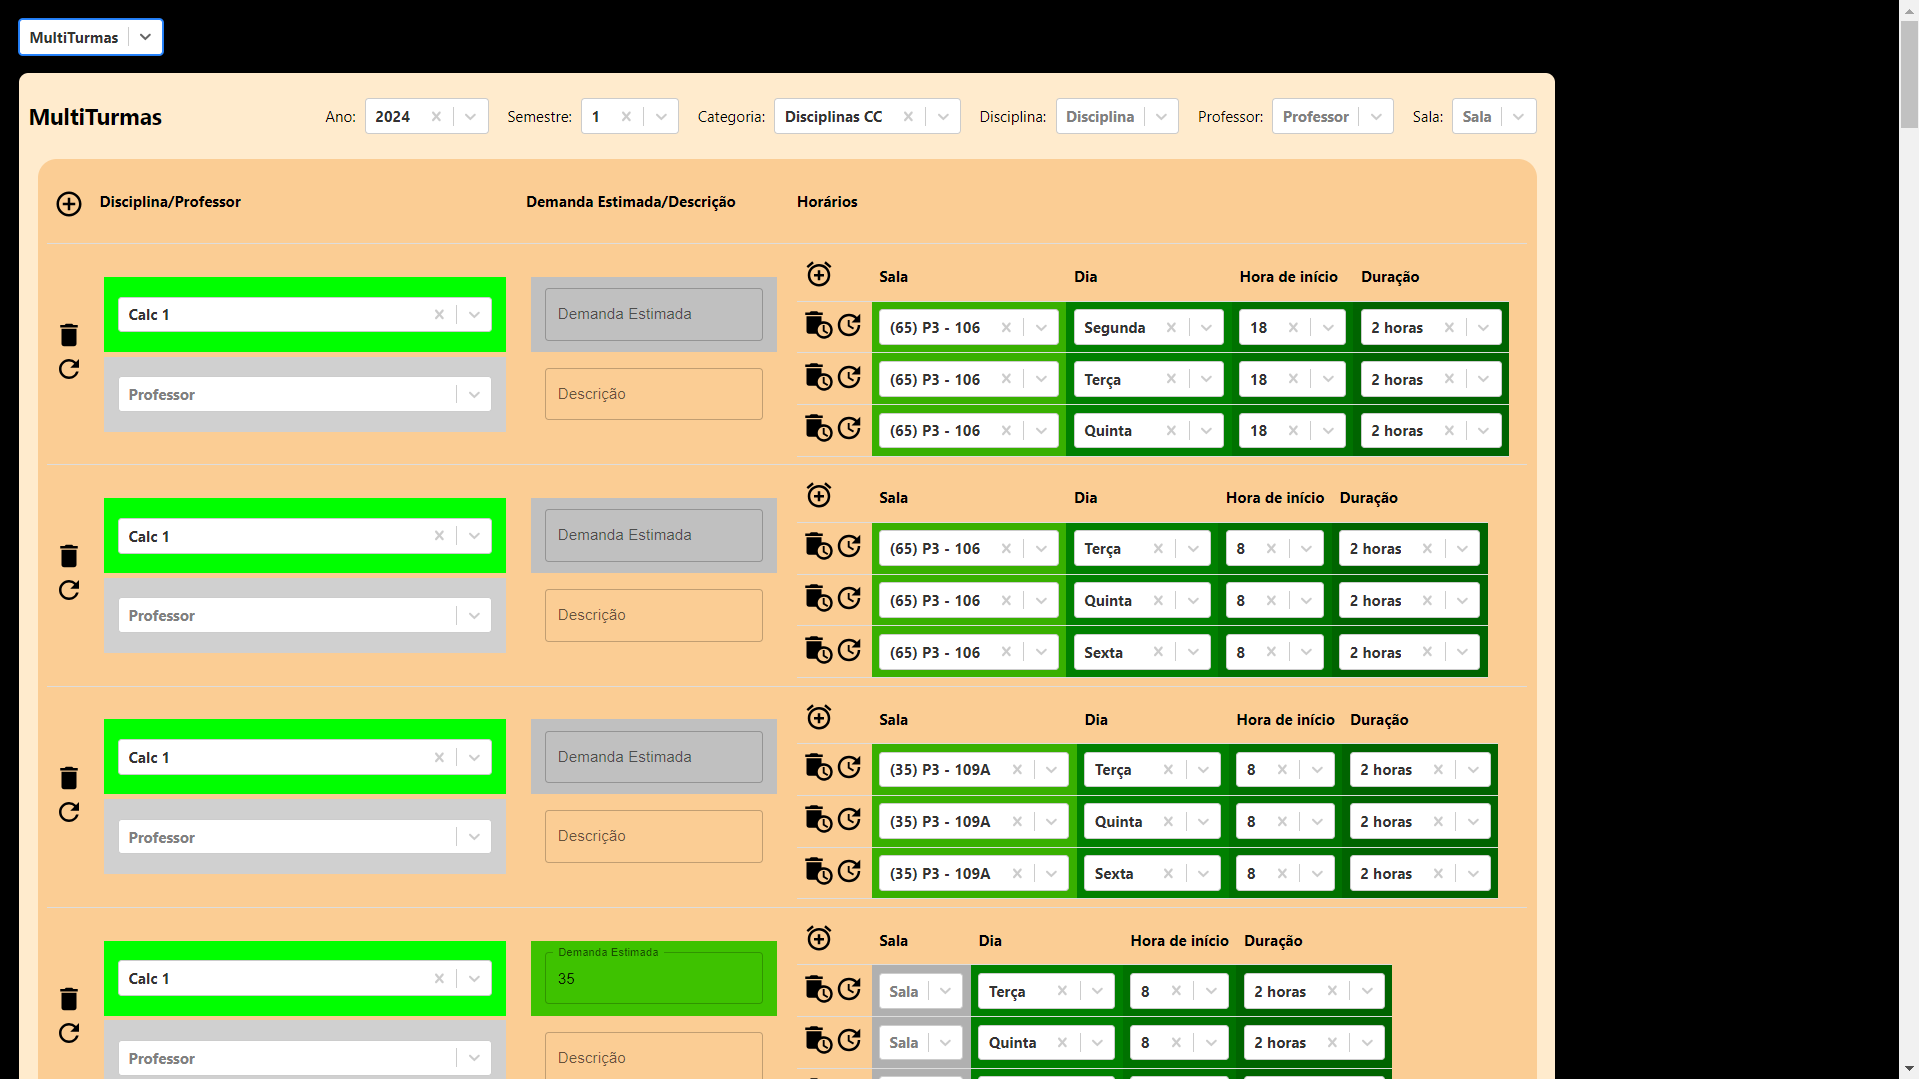 MultiTurmas
MultiTurmas Ano: 2024 Semestre: 1 Categoria: Disciplinas CC Disciplina: Disciplina Professor: Professor Sala: Sala
Disciplina/Professor Demanda Estimada/Descrição Horários
Sala Dia Hora de início Duração
Calc 1 Demanda Estimada (65) P3 - 106 Segunda 18 2 horas
(65) P3 - 106 Terça 18 2 horas
Professor Descrição
(65) P3 - 106 Quinta 18 2 horas
Sala Dia Hora de início Duração
Calc 1 Demanda Estimada (65) P3 - 106 Terça 8 2 horas
(65) P3 - 106 Quinta 8 2 horas
Professor Descrição
(65) P3 - 106 Sexta 8 2 horas
Sala Dia Hora de início Duração
Calc 1 Demanda Estimada (35) P3 - 109A Terça 8 2 horas
(35) P3 - 109A Quinta 8 2 horas
Professor Descrição
(35) P3 - 109A Sexta 8 2 horas
Sala Dia Hora de início Duração
Demanda Estimada
Calc 1 35 Sala Terça 8 2 horas
Sala Quinta 8 2 horas
Professor Descrição